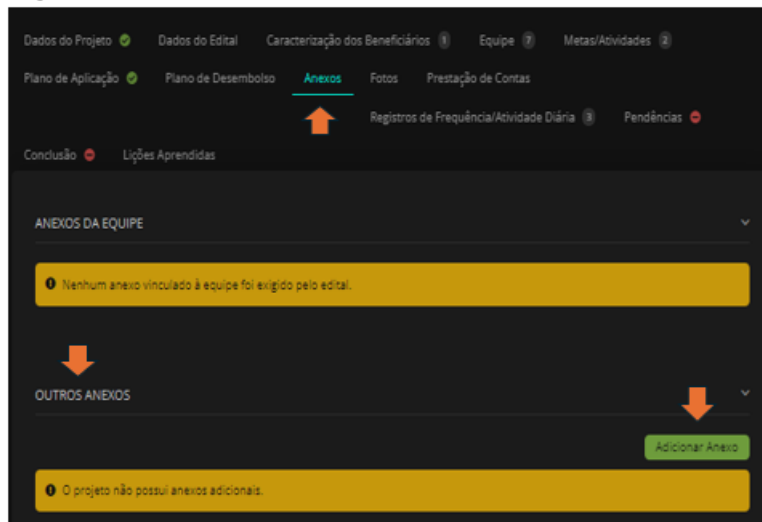 Dados do Projeto Dados do Edital Caracterização dos Beneficiários 1 Equipe 7 Metas/Atividades 2
Plano de Aplicação Plano de Desembolso Anexos Fotos Prestação de Contas
Registros de Frequência/Atividade Diária 3 Pendências
Conclusão Lições Aprendidas
ANEXOS DA EQUIPE
Nenhum anexo vinculado à equipe foi exigido pelo edital.
OUTROS ANEXOS
Adicionar Anexo
O projeto não possui anexos adicionais.